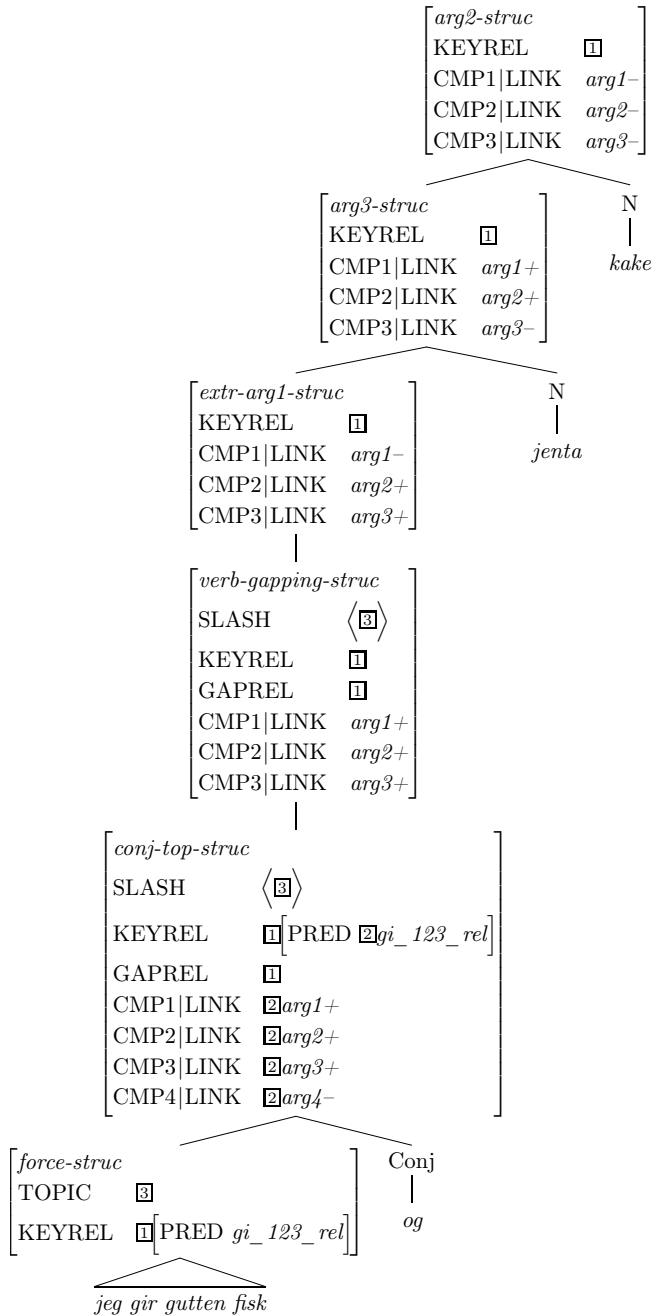 arg2-struc
KEYREL 1
CMP1|LINK arg1–
CMP2|LINK arg2–
CMP3|LINK arg3–
arg3-struc
KEYREL 1
CMP1|LINK arg1+
CMP2|LINK arg2+
CMP3|LINK arg3–
N
kake
extr-arg1-struc
KEYREL 1
CMP1|LINK arg1–
CMP2|LINK arg2+
CMP3|LINK arg3+
N
jenta
verb-gapping-struc
SLASH ⟨3⟩
KEYREL 1
GAPREL 1
CMP1|LINK arg1+
CMP2|LINK arg2+
CMP3|LINK arg3+
conj-top-struc
SLASH ⟨3⟩
KEYREL 1[PRED 2gi_123_rel]
GAPREL 1
CMP1|LINK 2arg1+
CMP2|LINK 2arg2+
CMP3|LINK 2arg3+
CMP4|LINK 2arg4–
force-struc
TOPIC 3
KEYREL 1[PRED gi_123_rel]
Conj
og
jeg gir gutten fisk